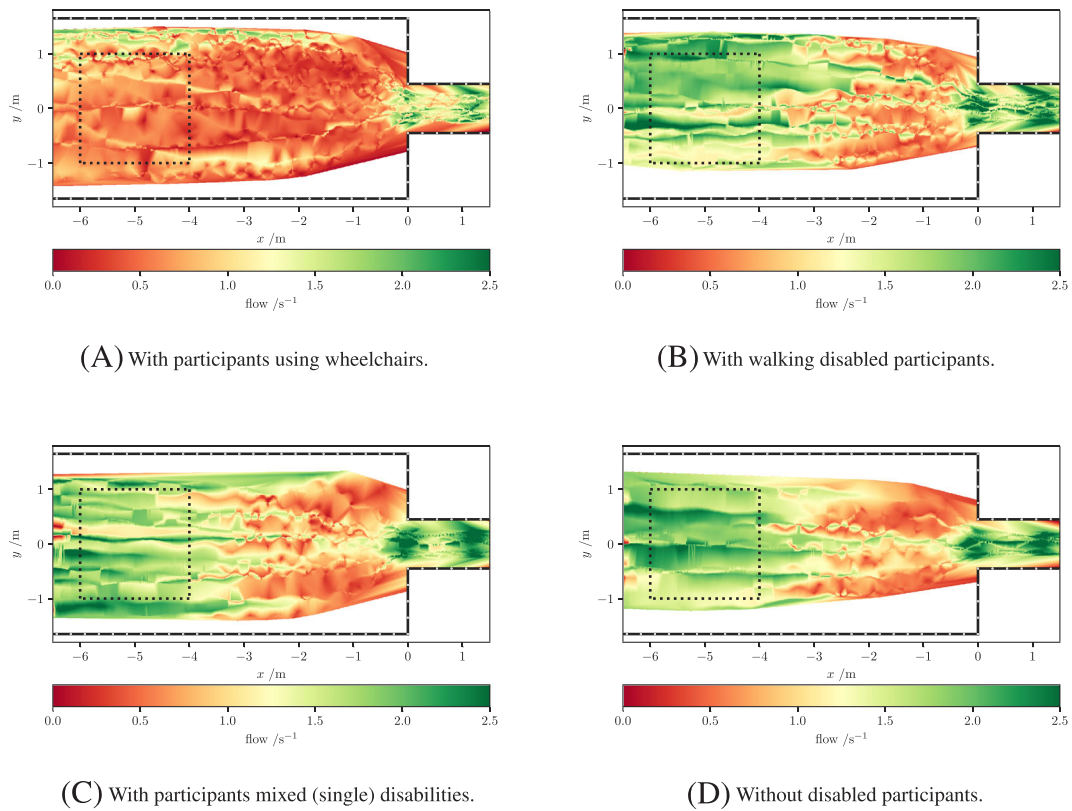 1
0
−1
y /m
−6 −5 −4 −3 −2 −1 0 1
x /m
0.0 0.5 1.0 1.5 2.0 2.5
flow /s⁻¹
(A) With participants using wheelchairs.
1
0
−1
y /m
−6 −5 −4 −3 −2 −1 0 1
x /m
0.0 0.5 1.0 1.5 2.0 2.5
flow /s⁻¹
(B) With walking disabled participants.
1
0
−1
y /m
−6 −5 −4 −3 −2 −1 0 1
x /m
0.0 0.5 1.0 1.5 2.0 2.5
flow /s⁻¹
(C) With participants mixed (single) disabilities.
1
0
−1
y /m
−6 −5 −4 −3 −2 −1 0 1
x /m
0.0 0.5 1.0 1.5 2.0 2.5
flow /s⁻¹
(D) Without disabled participants.